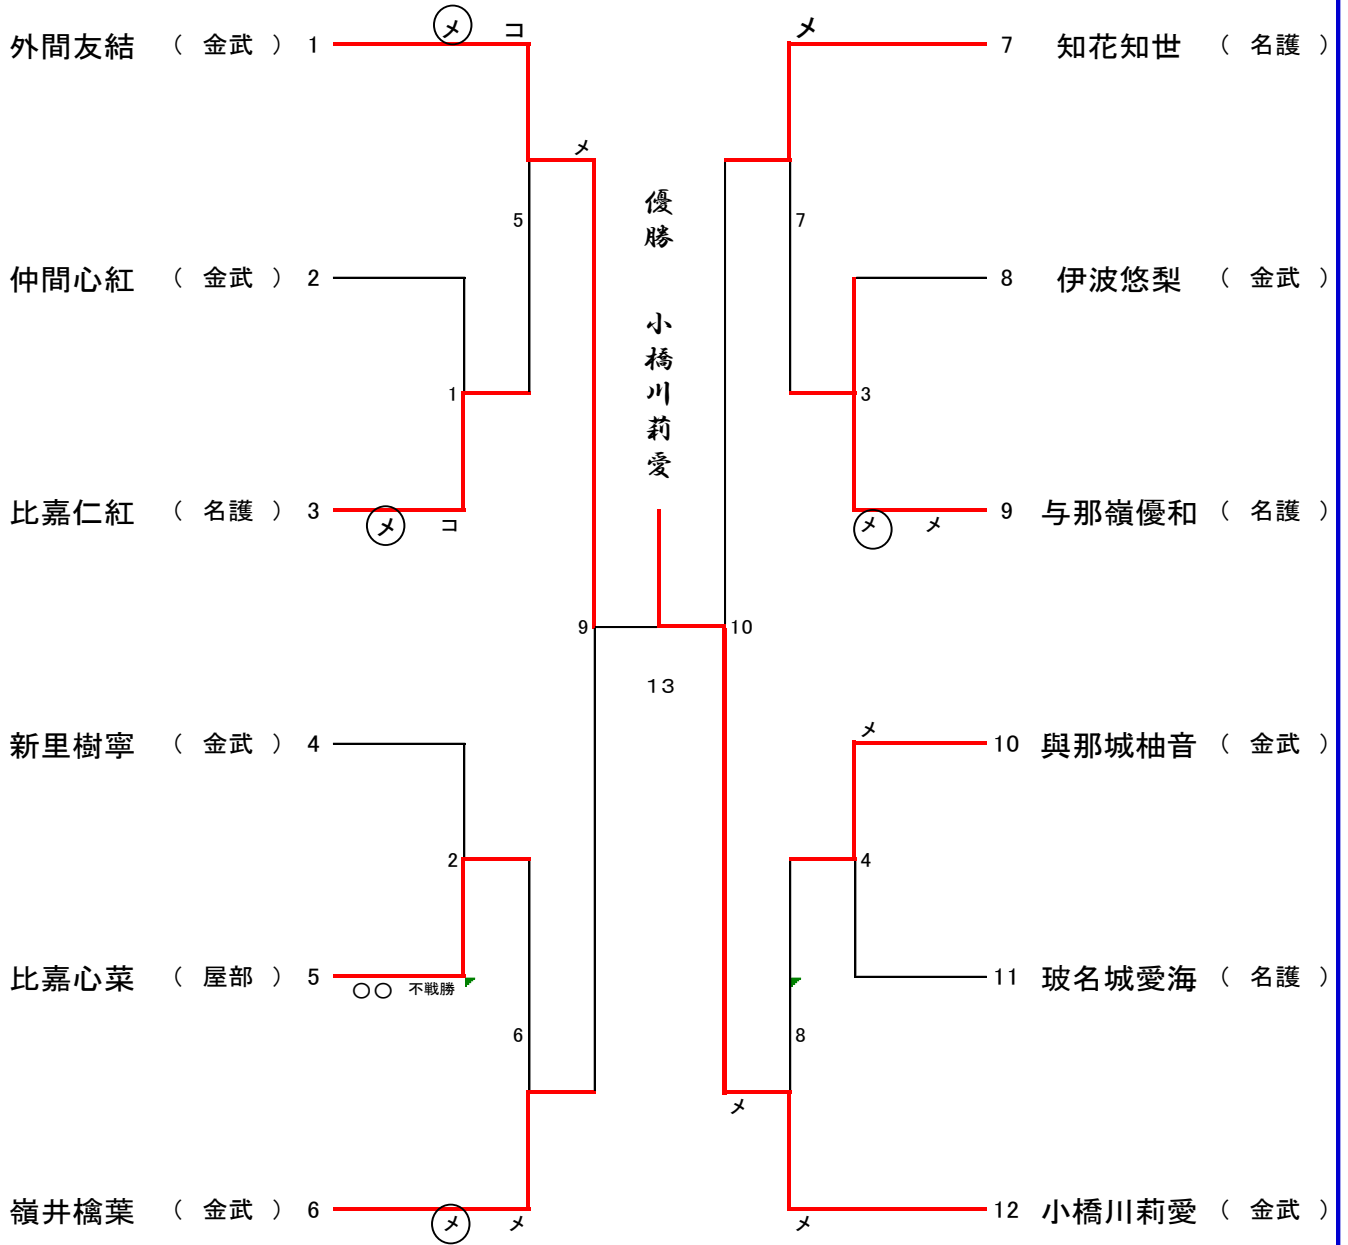 メ コ
外間友結 （ 金武 ） 1
メ
5
仲間心紅 （ 金武 ） 2
1
比嘉仁紅 （ 名護 ） 3
メ コ
9
新里樹寧 （ 金武 ） 4
2
比嘉心菜 （ 屋部 ） 5
○○ 不戦勝
6
嶺井檎葉 （ 金武 ） 6
メ メ
優勝 小橋川莉愛
13
メ
7 知花知世 （ 名護 ）
7
8 伊波悠梨 （ 金武 ）
3
9 与那嶺優和 （ 名護 ）
メ メ
10
メ
10 與那城柚音 （ 金武 ）
4
11 玻名城愛海 （ 名護 ）
8
メ
12 小橋川莉愛 （ 金武 ）
メ